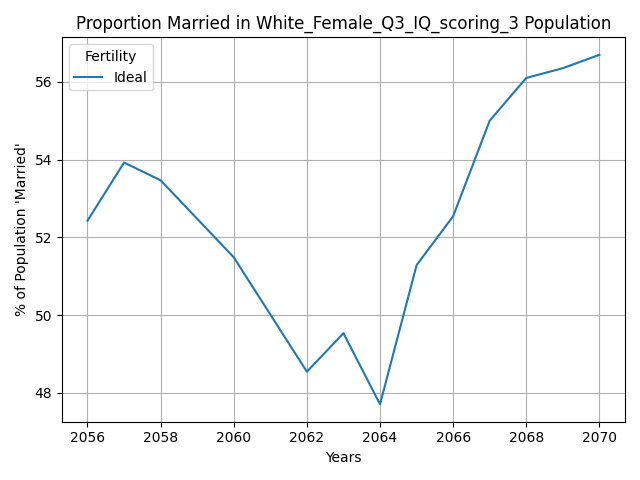 Proportion Married in White_Female_Q3_IQ_scoring_3 Population
Fertility
Ideal
% of Population 'Married'
56
54
52
50
48
2056 2058 2060 2062 2064 2066 2068 2070
Years